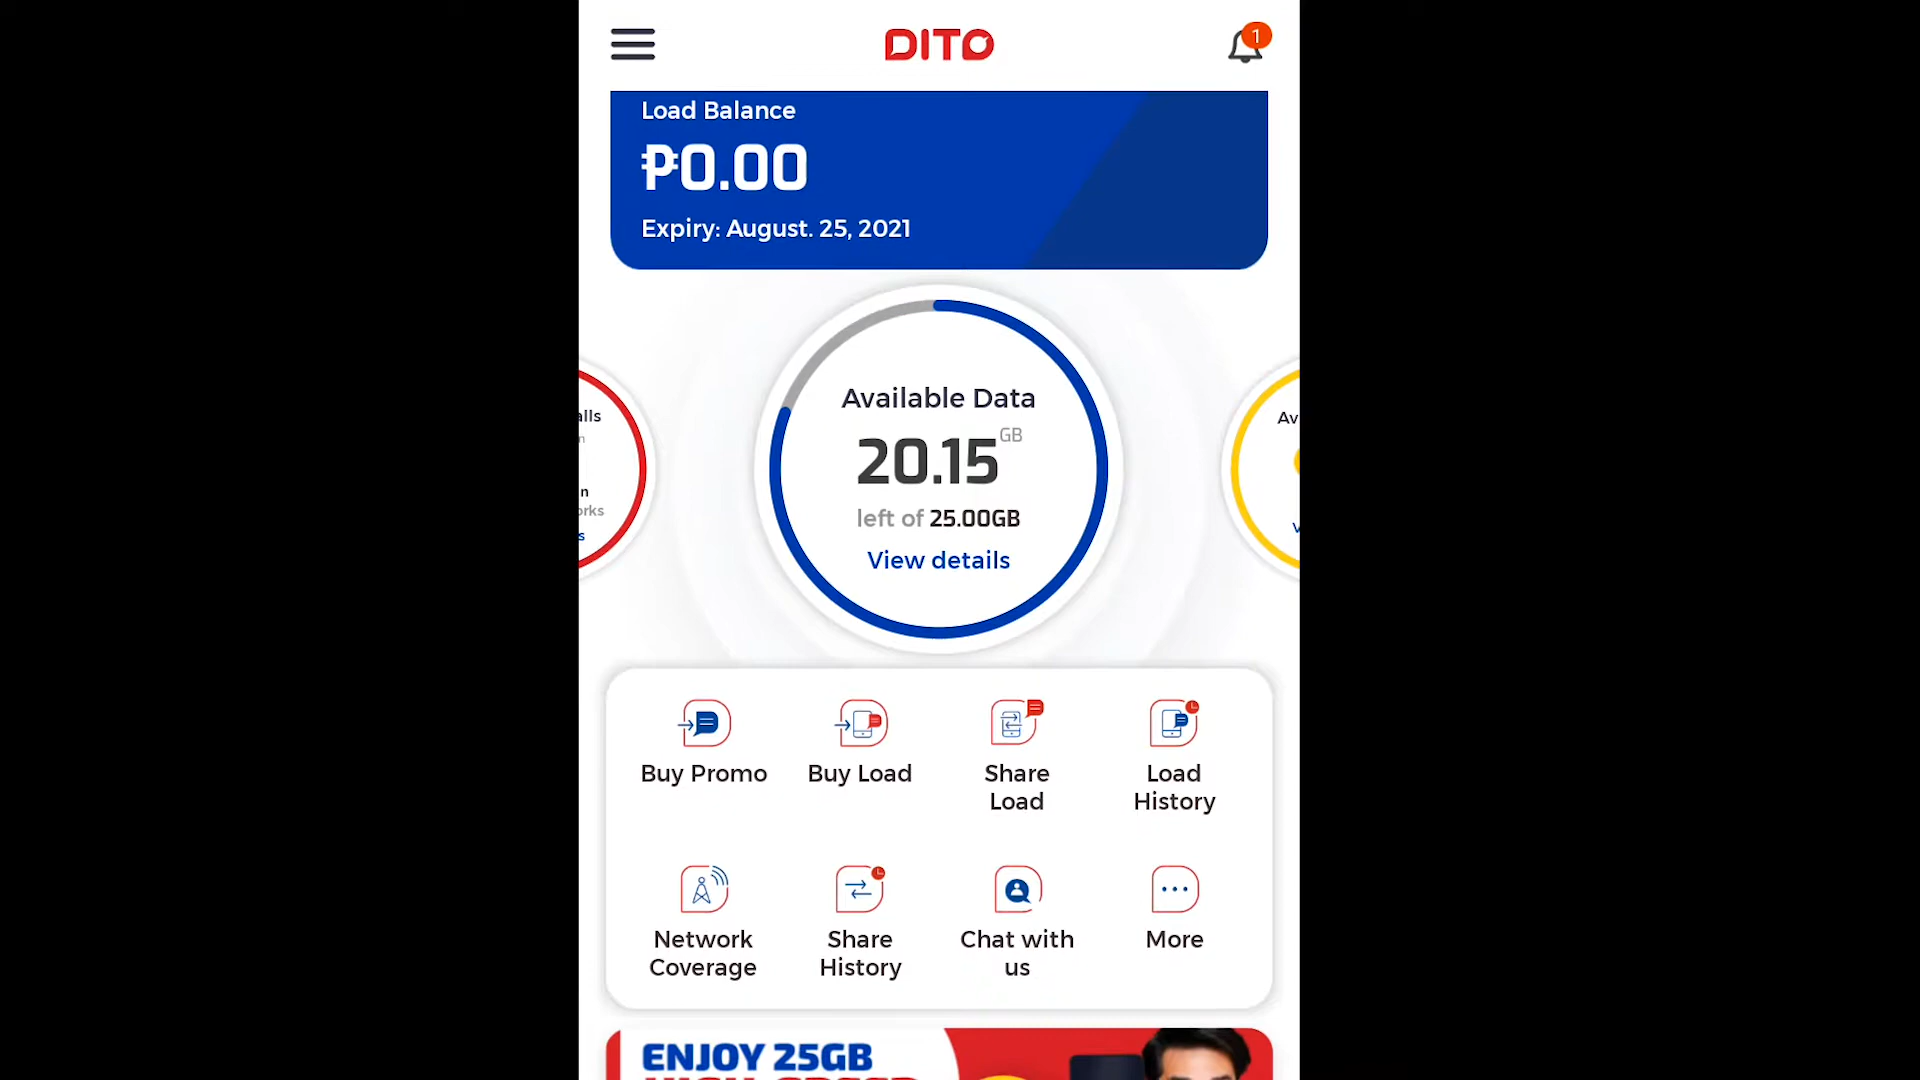 DITO
1
Load Balance
₱0.00
Expiry: August. 25, 2021
Available Data
20.15 GB
left of 25.00GB
View details
Av
Buy Promo
Buy Load
Share
Load
Load
History
Network
Coverage
Share
History
Chat with
us
More
ENJOY 25GB